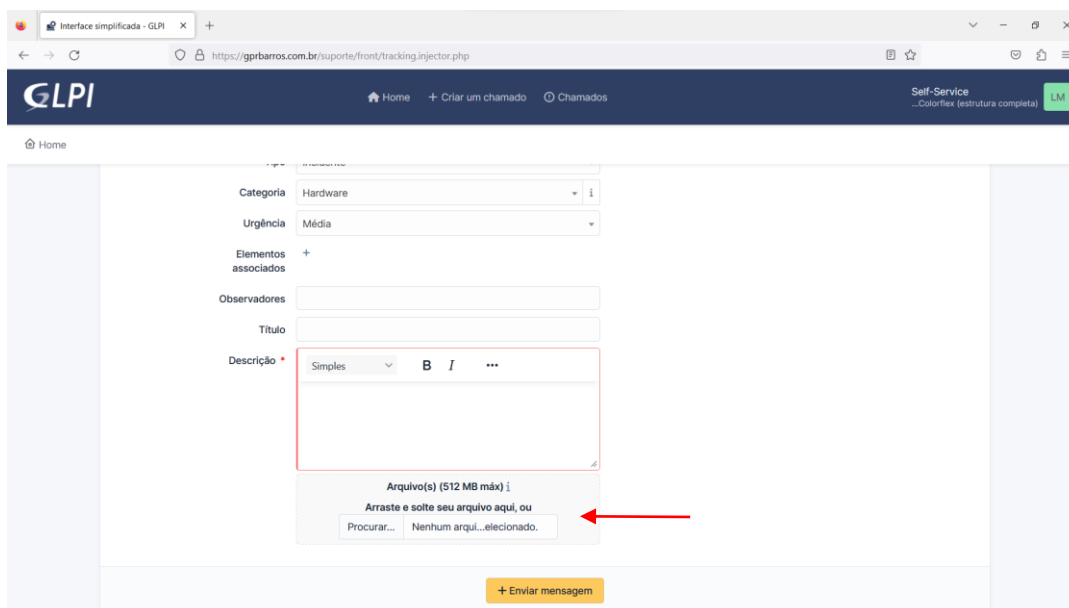 Interface simplificada - GLPI
https://gprbarros.com.br/suporte/front/tracking.injector.php
GLPI
Home
+ Criar um chamado
Chamados
Self-Service
...Colorflex (estrutura completa)
LM
Home
Tipo
Incidente
Categoria
Hardware
i
Urgência
Média
Elementos
associados
+
Observadores
Título
Descrição *
Simples
B I ...
Arquivo(s) (512 MB máx) i
Arraste e solte seu arquivo aqui, ou
Procurar...
Nenhum arqui...elecionado.
+ Enviar mensagem